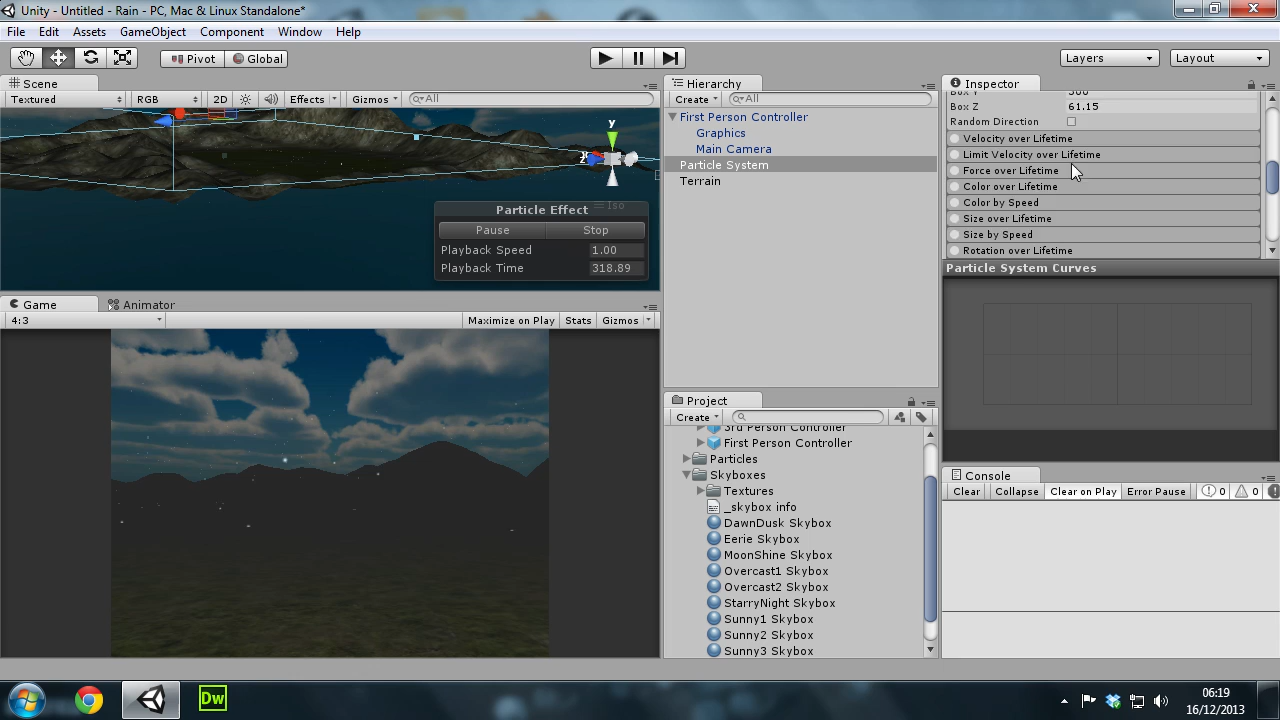 Unity - Untitled - Rain - PC, Mac & Linux Standalone*
File Edit Assets GameObject Component Window Help
Pivot Global Layers Layout
Scene
Textured RGB 2D Effects Gizmos All
y
z
Iso
Particle Effect
Pause Stop
Playback Speed 1.00
Playback Time 318.89
Game Animator
4:3 Maximize on Play Stats Gizmos
Hierarchy
Create All
First Person Controller
Graphics
Main Camera
Particle System
Terrain
Project
Create
3rd Person Controller
First Person Controller
Particles
Skyboxes
Textures
_skybox info
DawnDusk Skybox
Eerie Skybox
MoonShine Skybox
Overcast1 Skybox
Overcast2 Skybox
StarryNight Skybox
Sunny1 Skybox
Sunny2 Skybox
Sunny3 Skybox
Inspector
Box Y 300
Box Z 61.15
Random Direction
Velocity over Lifetime
Limit Velocity over Lifetime
Force over Lifetime
Color over Lifetime
Color by Speed
Size over Lifetime
Size by Speed
Rotation over Lifetime
Particle System Curves
Console
Clear Collapse Clear on Play Error Pause 0 0
Dw
06:19
16/12/2013